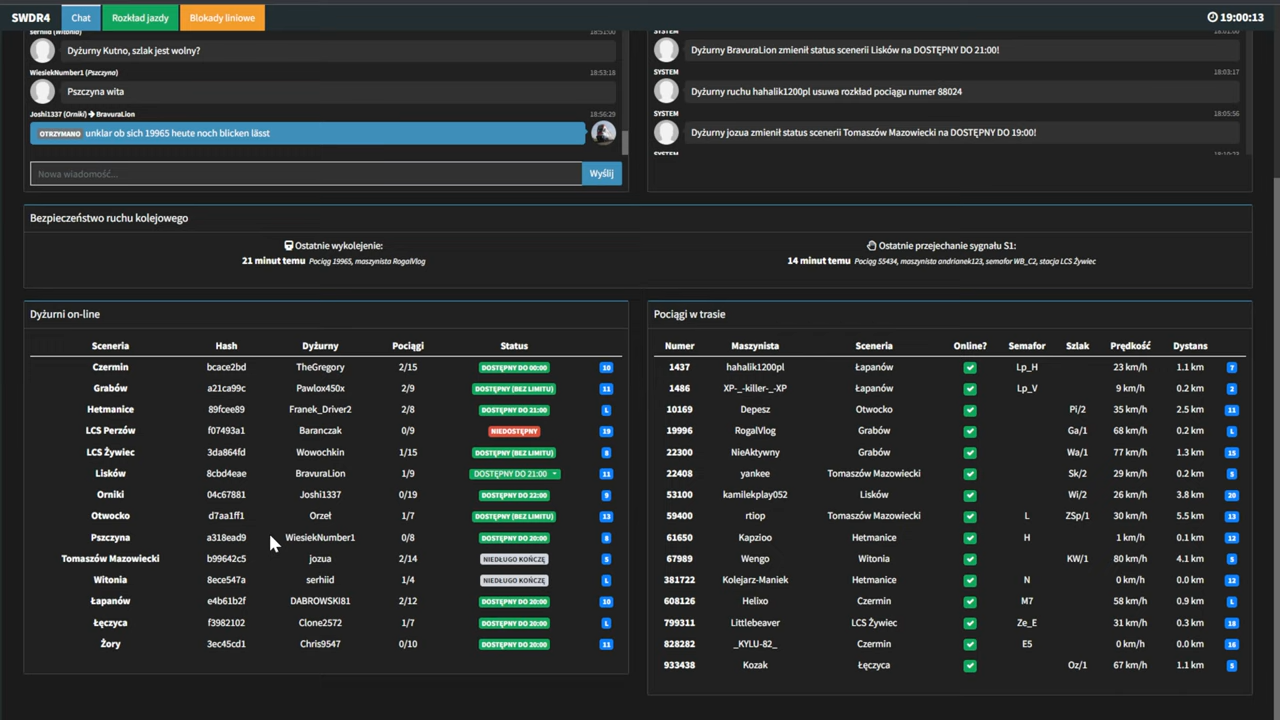 SWDR4 Chat Rozkład jazdy Blokady liniowe 19:00:13
serhiid (Witonia) 18:51:00
Dyżurny Kutno, szlak jest wolny?
WiesiekNumber1 (Pszczyna) 18:53:18
Pszczyna wita
Joshi1337 (Orniki) → BravuraLion 18:56:29
OTRZYMANO unklar ob sich 19965 heute noch blicken lässt
Nowa wiadomość... Wyślij
18:01:00
Dyżurny BravuraLion zmienił status scenerii Lisków na DOSTĘPNY DO 21:00!
SYSTEM 18:03:17
Dyżurny ruchu hahalik1200pl usuwa rozkład pociągu numer 88024
SYSTEM 18:05:56
Dyżurny jozua zmienił status scenerii Tomaszów Mazowiecki na DOSTĘPNY DO 19:00!
SYSTEM
Bezpieczeństwo ruchu kolejowego
Ostatnie wykolejenie:
21 minut temu Pociąg 19965, maszynista RogalVlog
Ostatnie przejechanie sygnału S1:
14 minut temu Pociąg 55434, maszynista andrianek123, semafor WB_C2, stacja LCS Żywiec
Dyżurni on-line
Sceneria Hash Dyżurny Pociągi Status
Czermin bcace2bd TheGregory 2/15 DOSTĘPNY DO 00:00 10
Grabów a21ca99c Pawlox450x 2/9 DOSTĘPNY (BEZ LIMITU) 11
Hetmanice 89fcee89 Franek_Driver2 2/8 DOSTĘPNY DO 21:00 L
LCS Perzów f07493a1 Baranczak 0/9 NIEDOSTĘPNY 19
LCS Żywiec 3da864fd Wowochkin 1/15 DOSTĘPNY (BEZ LIMITU) 8
Lisków 8cbd4eae BravuraLion 1/9 DOSTĘPNY DO 21:00 11
Orniki 04c67881 Joshi1337 0/19 DOSTĘPNY DO 22:00 9
Otwocko d7aa1ff1 Orzeł 1/7 DOSTĘPNY (BEZ LIMITU) 13
Pszczyna a318ead9 WiesiekNumber1 0/8 DOSTĘPNY DO 20:00 8
Tomaszów Mazowiecki b99642c5 jozua 2/14 NIEDŁUGO KOŃCZĘ 5
Witonia 8ece547a serhiid 1/4 NIEDŁUGO KOŃCZĘ L
Łapanów e4b61b2f DABROWSKI81 2/12 DOSTĘPNY DO 20:00 10
Łęczyca f3982102 Clone2572 1/7 DOSTĘPNY DO 20:00 L
Żory 3ec45cd1 Chris9547 0/10 DOSTĘPNY DO 20:00 11
Pociągi w trasie
Numer Maszynista Sceneria Online? Semafor Szlak Prędkość Dystans
1437 hahalik1200pl Łapanów Lp_H 23 km/h 1.1 km 7
1486 XP-_-killer-_-XP Łapanów Lp_V 9 km/h 0.2 km 2
10169 Depesz Otwocko Pi/2 35 km/h 2.5 km 11
19996 RogalVlog Grabów Ga/1 68 km/h 0.2 km L
22300 NieAktywny Grabów Wa/1 77 km/h 1.3 km 15
22408 yankee Tomaszów Mazowiecki Sk/2 29 km/h 0.2 km 5
53100 kamilekplay052 Lisków Wi/2 26 km/h 3.8 km 20
59400 rtiop Tomaszów Mazowiecki L ZSp/1 30 km/h 5.5 km 13
61650 Kapzioo Hetmanice H 1 km/h 0.1 km 12
67989 Wengo Witonia KW/1 80 km/h 4.1 km 5
381722 Kolejarz-Maniek Hetmanice N 0 km/h 0.0 km 12
608126 Helixo Czermin M7 58 km/h 0.9 km L
799311 Littlebeaver LCS Żywiec Ze_E 31 km/h 0.3 km 18
828282 _KYLU-82_ Czermin E5 0 km/h 0.0 km 16
933438 Kozak Łęczyca Oz/1 67 km/h 1.1 km 5